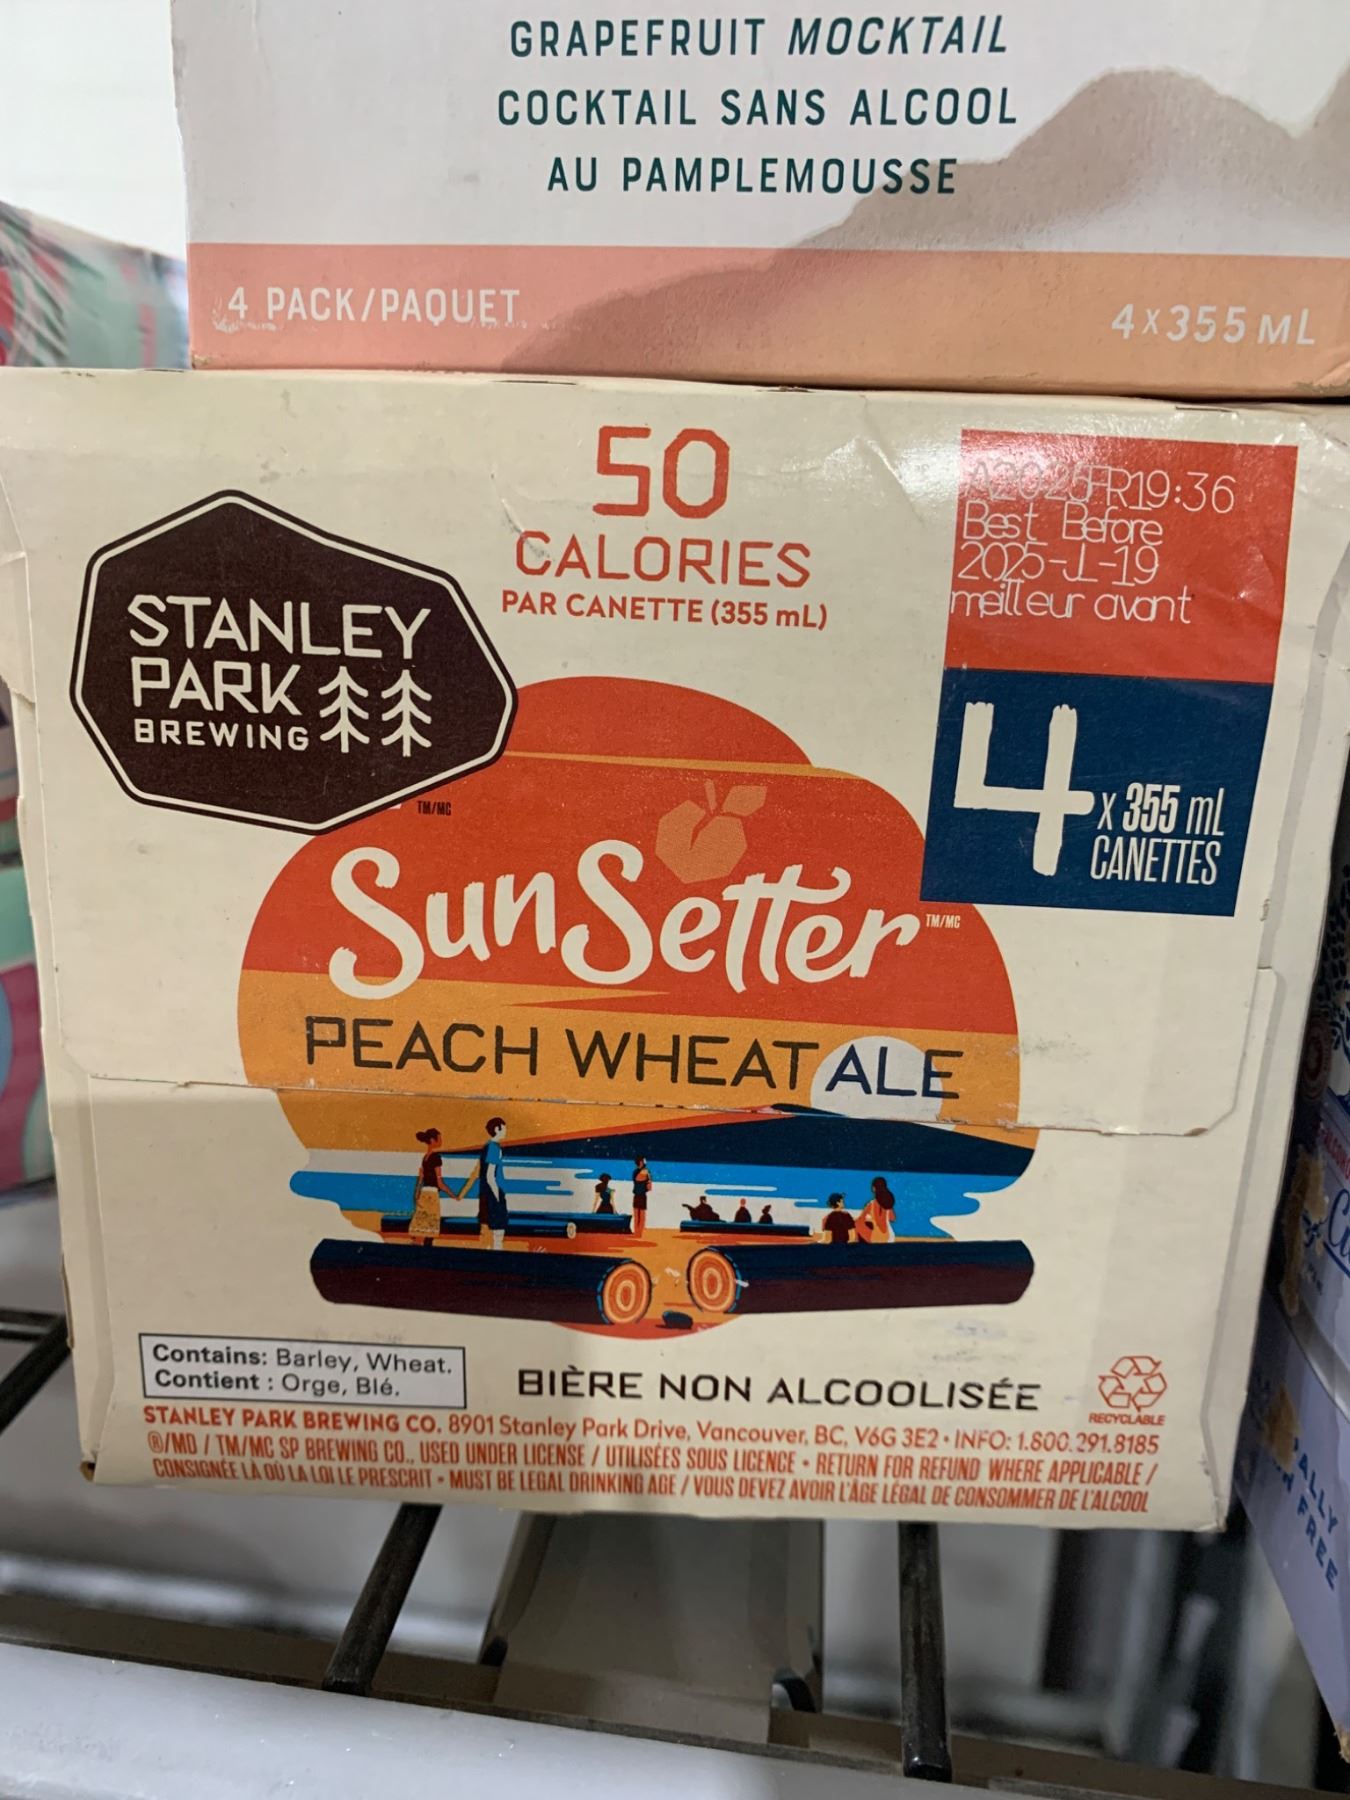 GRAPEFRUIT MOCKTAIL
COCKTAIL SANS ALCOOL
AU PAMPLEMOUSSE
4 PACK/PAQUET
4x355 mL
50
CALORIES
PAR CANETTE (355 mL)
R19:36
Best Before
meilleur avant
STANLEY
PARK
BREWING
TM/MC
4 x 355 ml
CANETTES
SunSetter TM/MC
PEACH WHEAT ALE
Contains: Barley, Wheat.
Contient : Orge, Blé.
BIÈRE NON ALCOOLISÉE
RECYCLABLE
STANLEY PARK BREWING CO. 8901 Stanley Park Drive, Vancouver, BC, V6G 3E2 • INFO: 1.800.291.8185
®/MD / TM/MC SP BREWING CO., USED UNDER LICENSE / UTILISÉES SOUS LICENCE • RETURN FOR REFUND WHERE APPLICABLE /
CONSIGNÉE LÀ OÙ LA LOI LE PRESCRIT • MUST BE LEGAL DRINKING AGE / VOUS DEVEZ AVOIR L'ÂGE LÉGAL DE CONSOMMER DE L'ALCOOL
ALLY
FREE